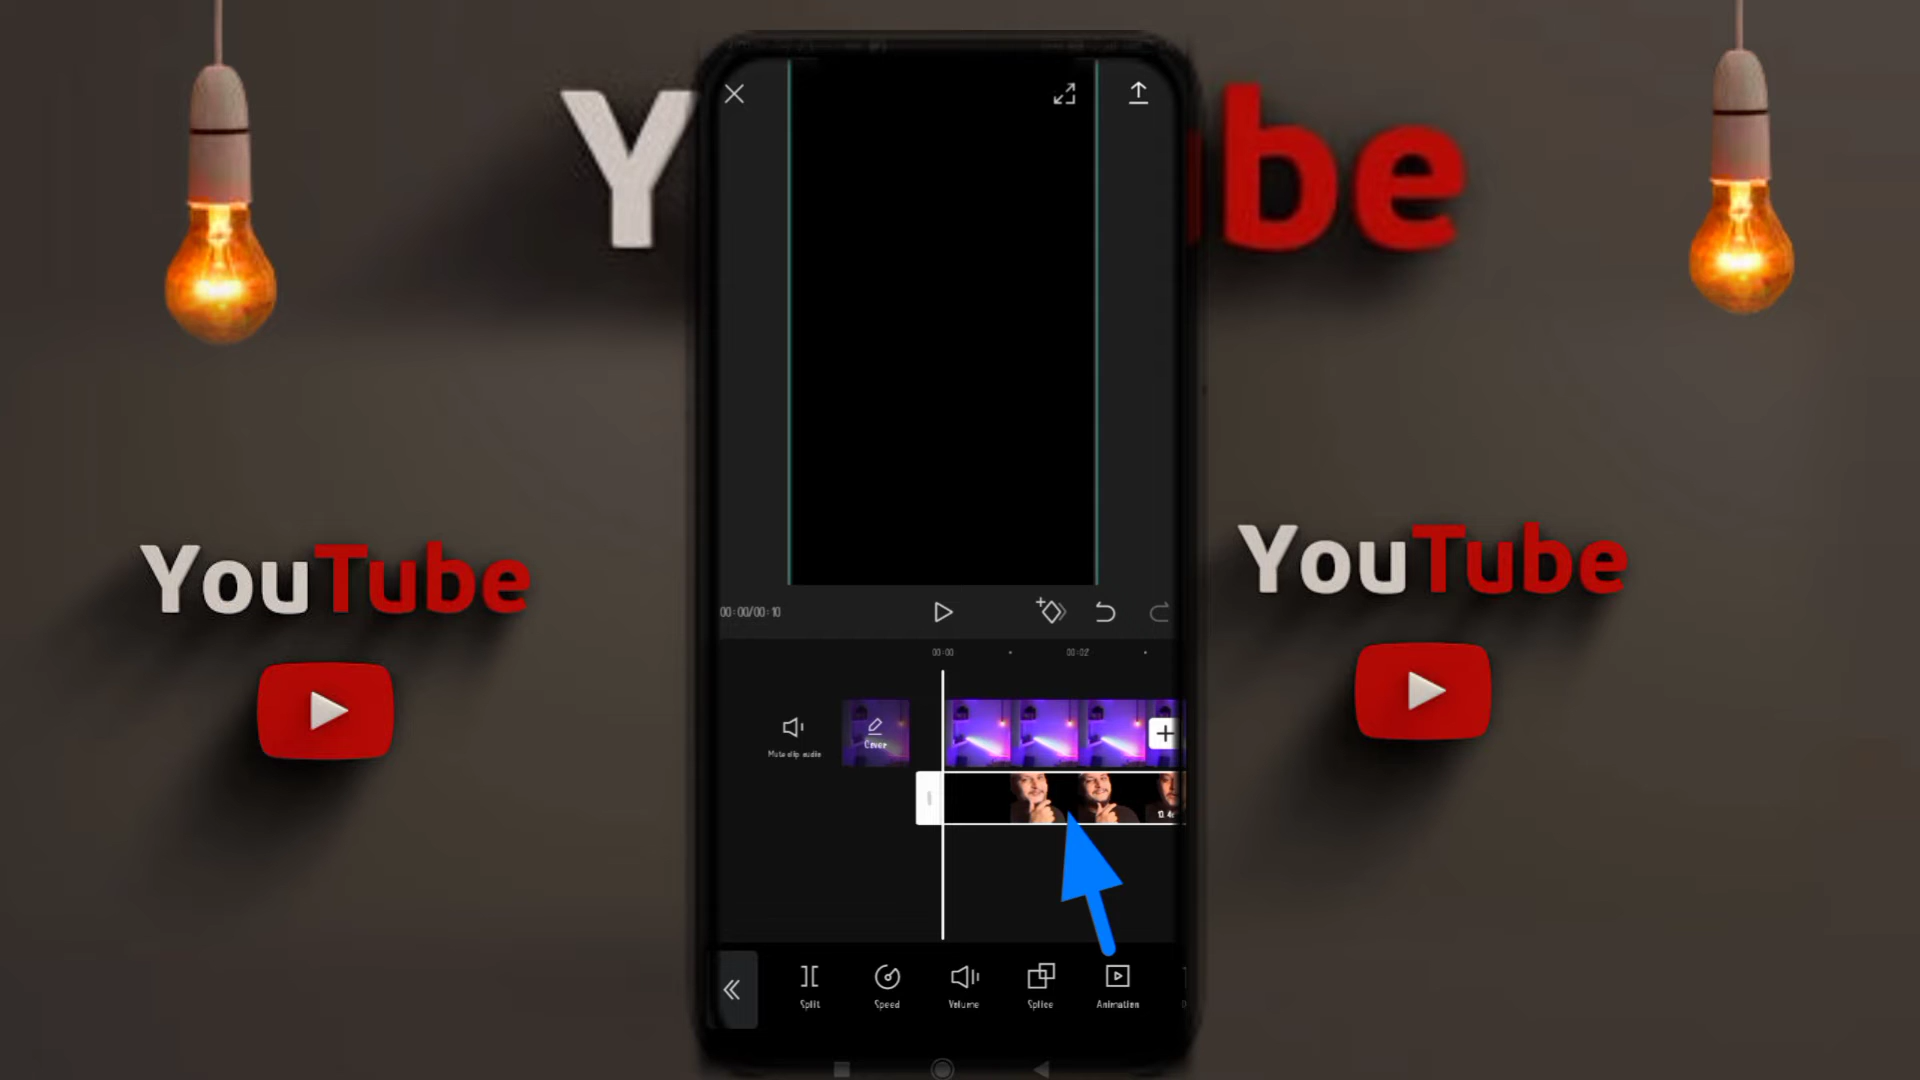 YouTube
YouTube
Y be
00:00/00:10
00:00
00:02
Mute clip audio
Cover
Split
Speed
Volume
Splice
Animation